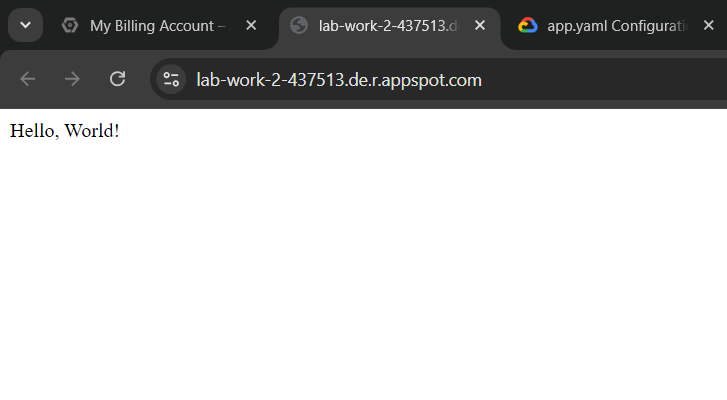 My Billing Account –
lab-work-2-437513.d
app.yaml Configurati
lab-work-2-437513.de.r.appspot.com
Hello, World!